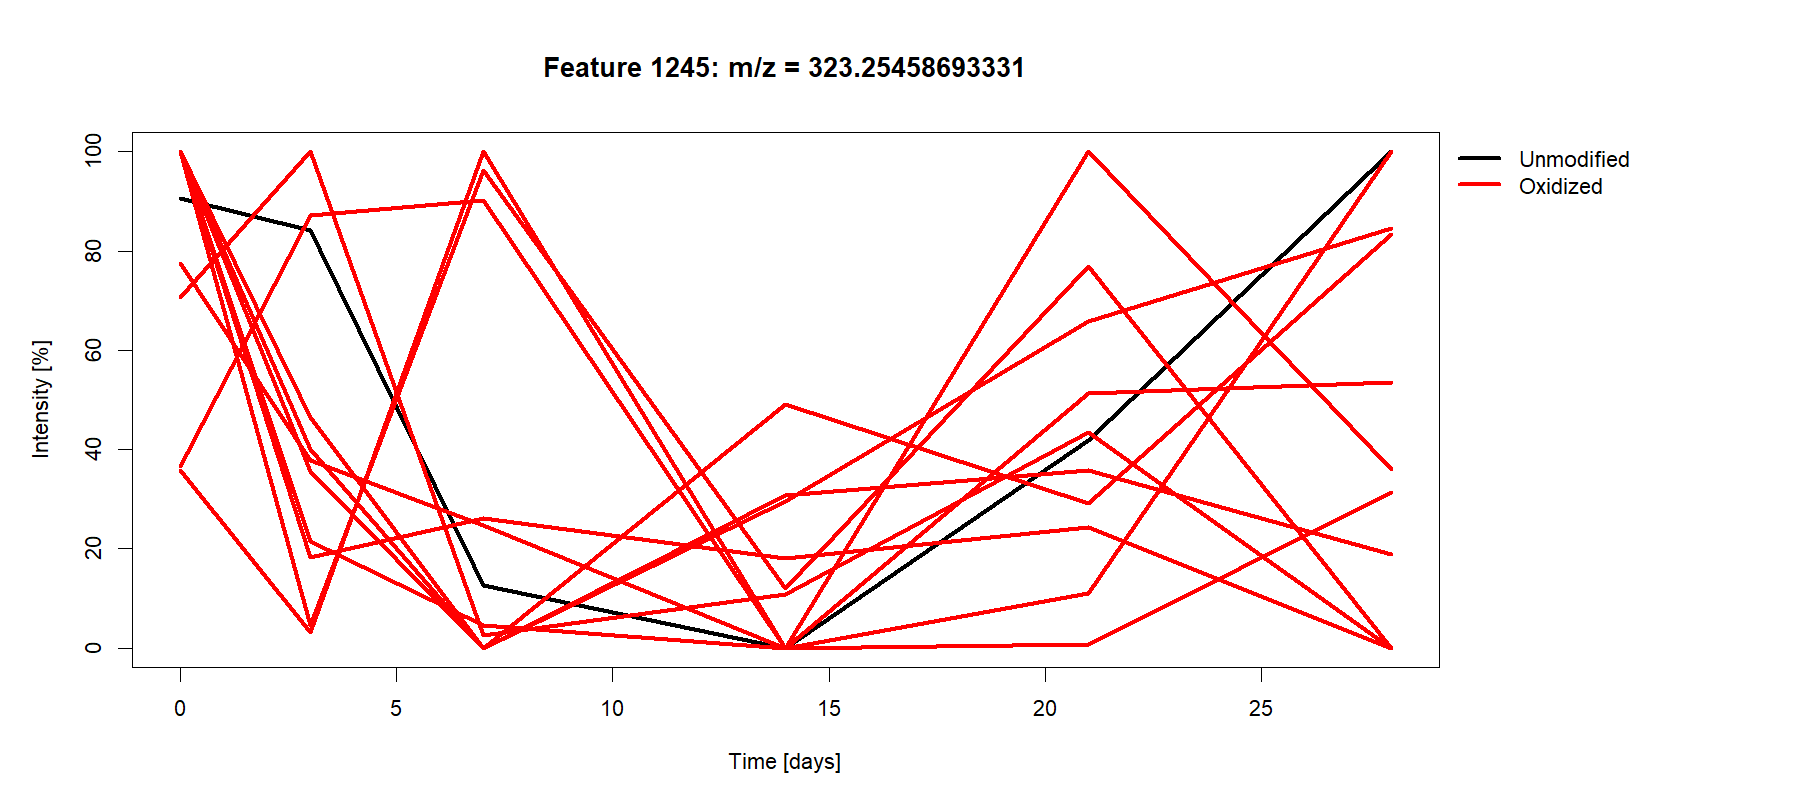 Feature 1245: m/z = 323.25458693331
Unmodified
Oxidized
Intensity [%]
100
80
60
40
20
0
0 5 10 15 20 25
Time [days]